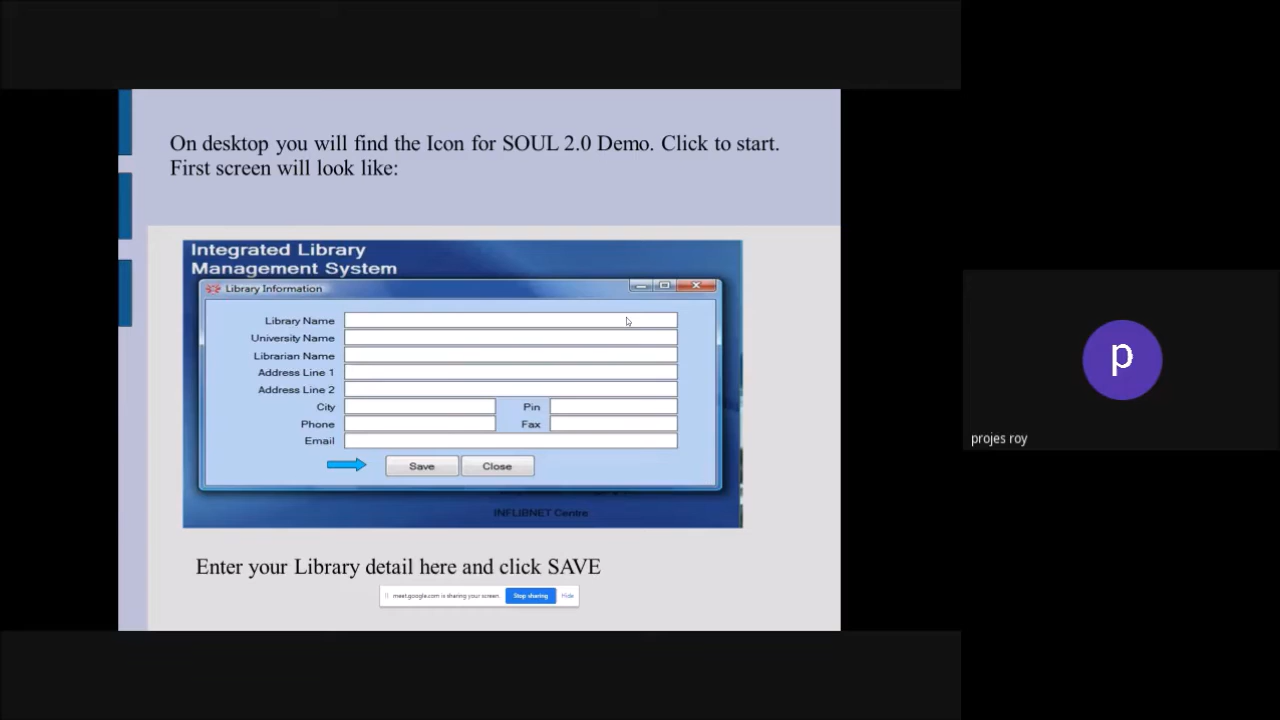 On desktop you will find the Icon for SOUL 2.0 Demo. Click to start.
First screen will look like:
Integrated Library
Management System
Library Information
Library Name
University Name
Librarian Name
Address Line 1
Address Line 2
City Pin
Phone Fax
Email
Save Close
INFLIBNET Centre
Enter your Library detail here and click SAVE
meet.google.com is sharing your screen. Stop sharing Hide
p
projes roy